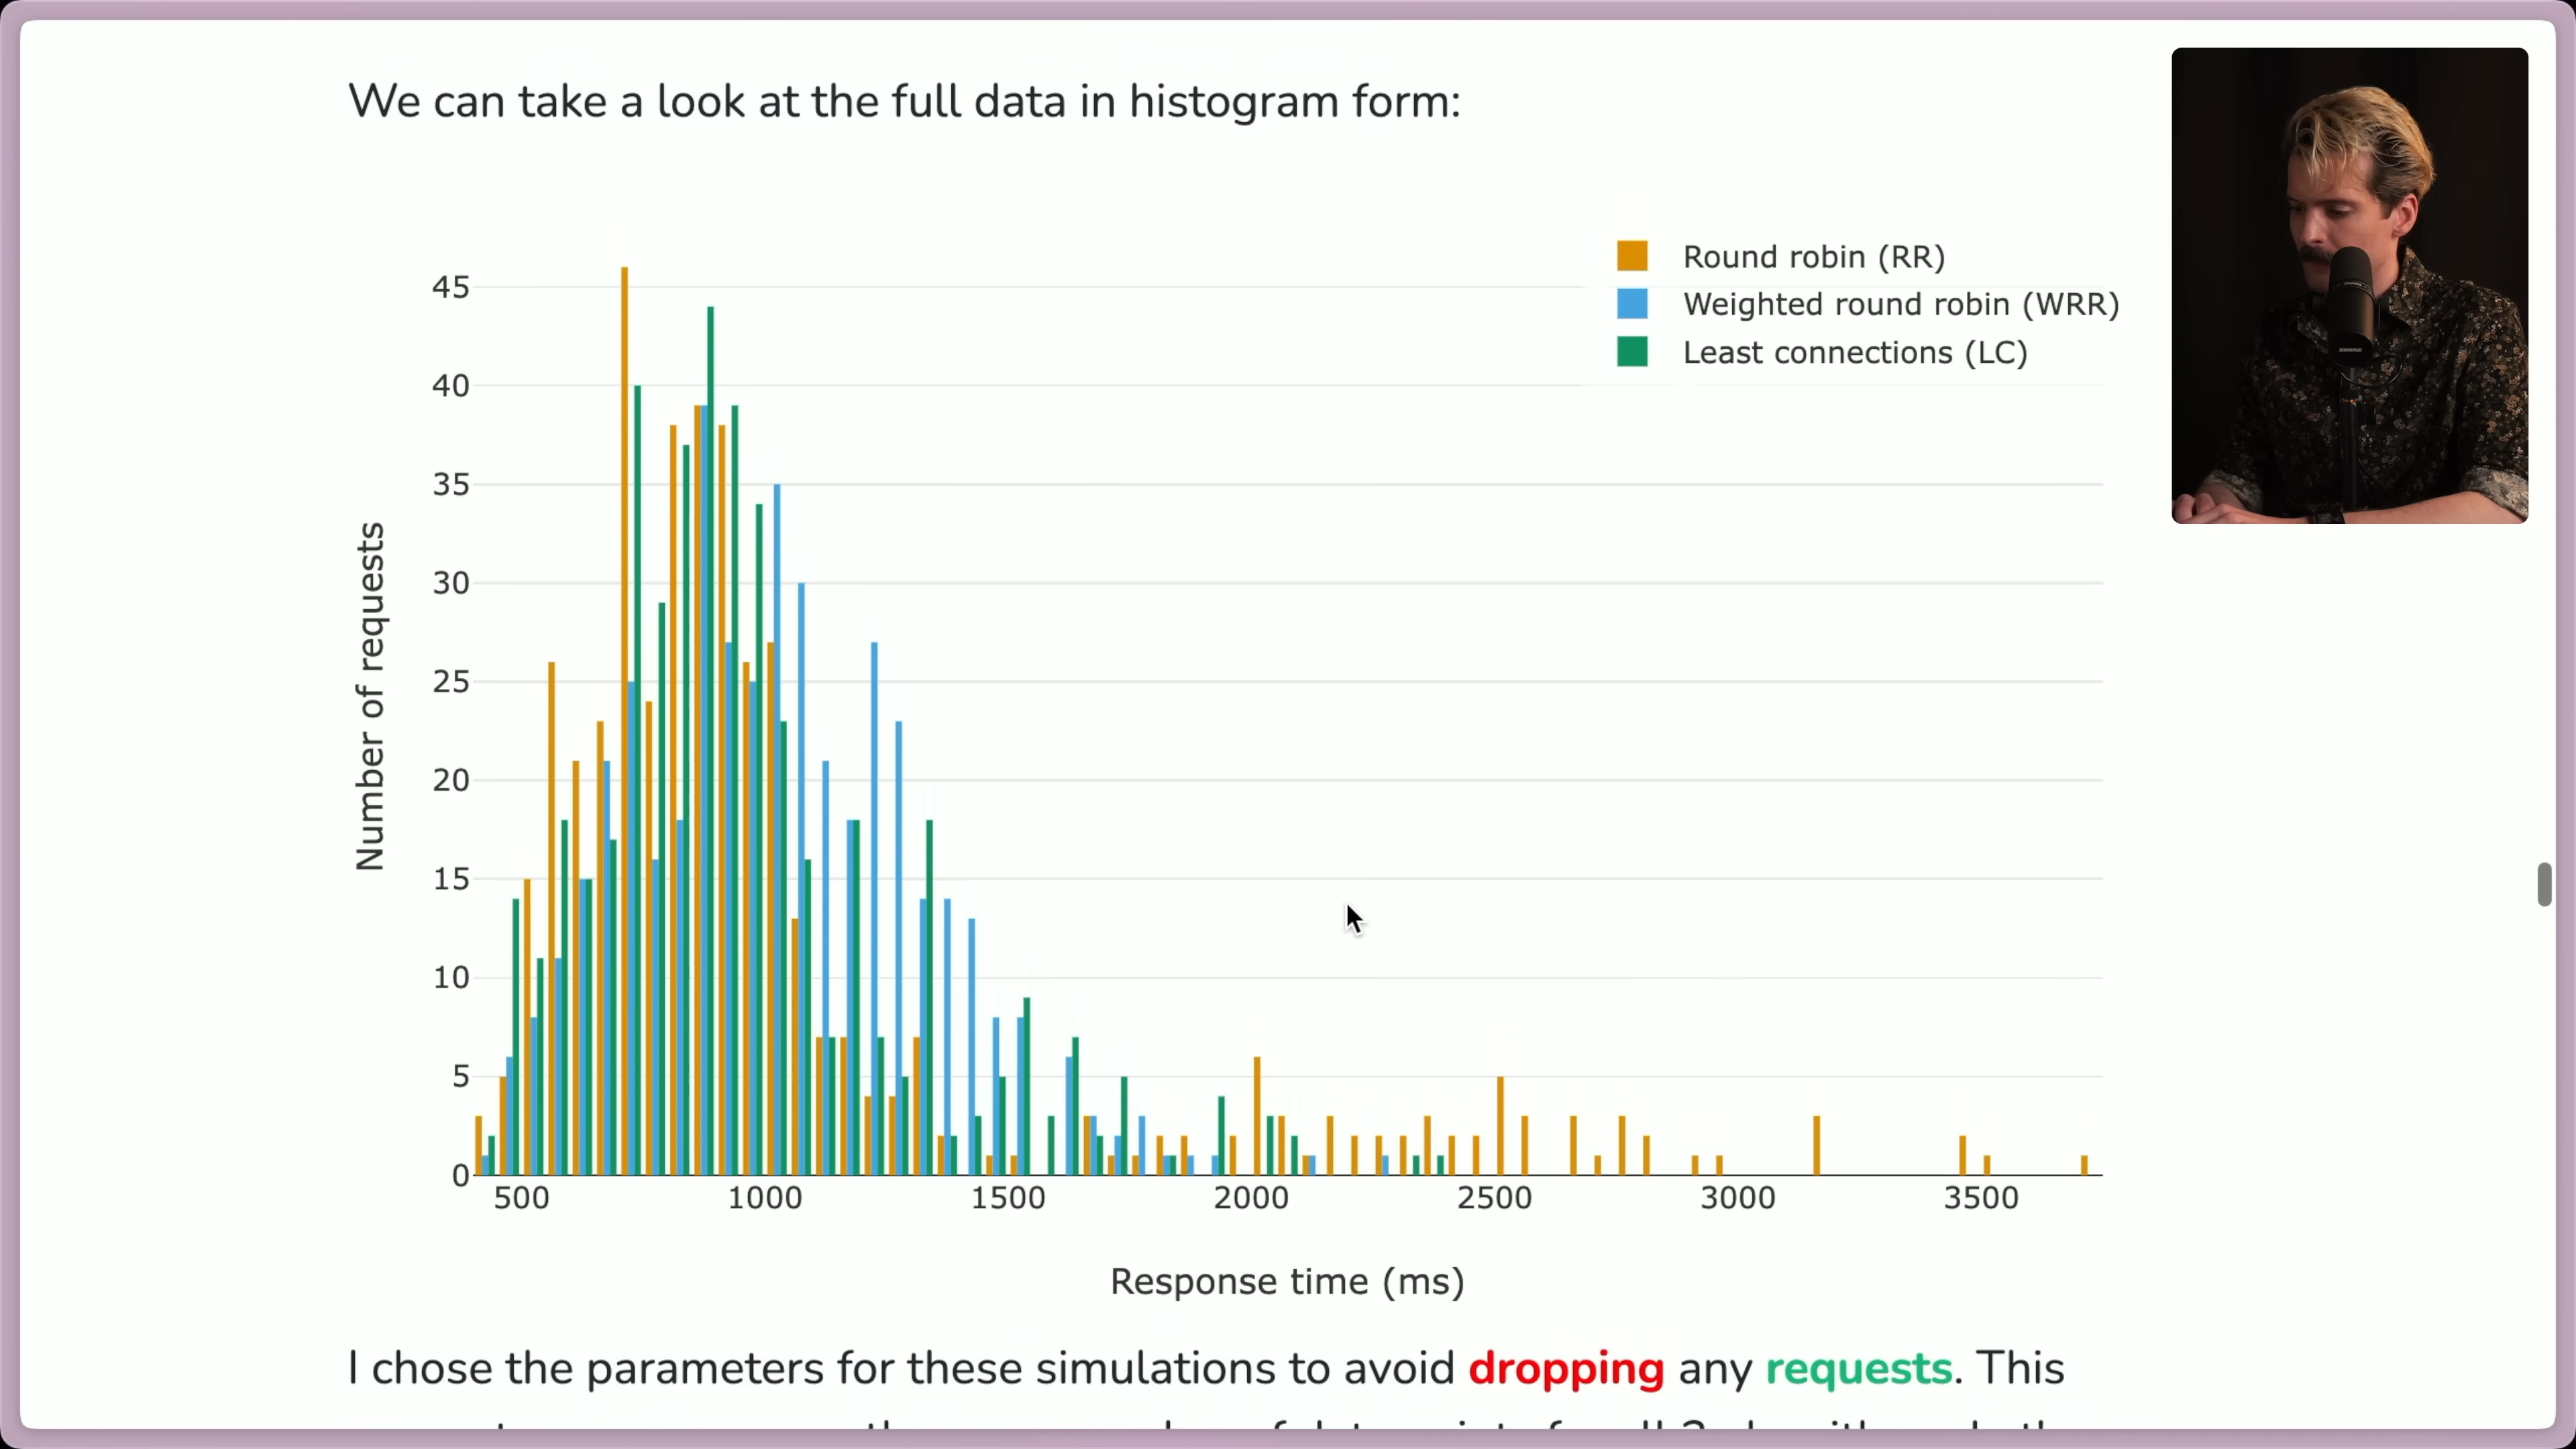 We can take a look at the full data in histogram form:
Round robin (RR)
Weighted round robin (WRR)
Least connections (LC)
Number of requests
45
40
35
30
25
20
15
10
5
0
500 1000 1500 2000 2500 3000 3500
Response time (ms)
I chose the parameters for these simulations to avoid dropping any requests. This